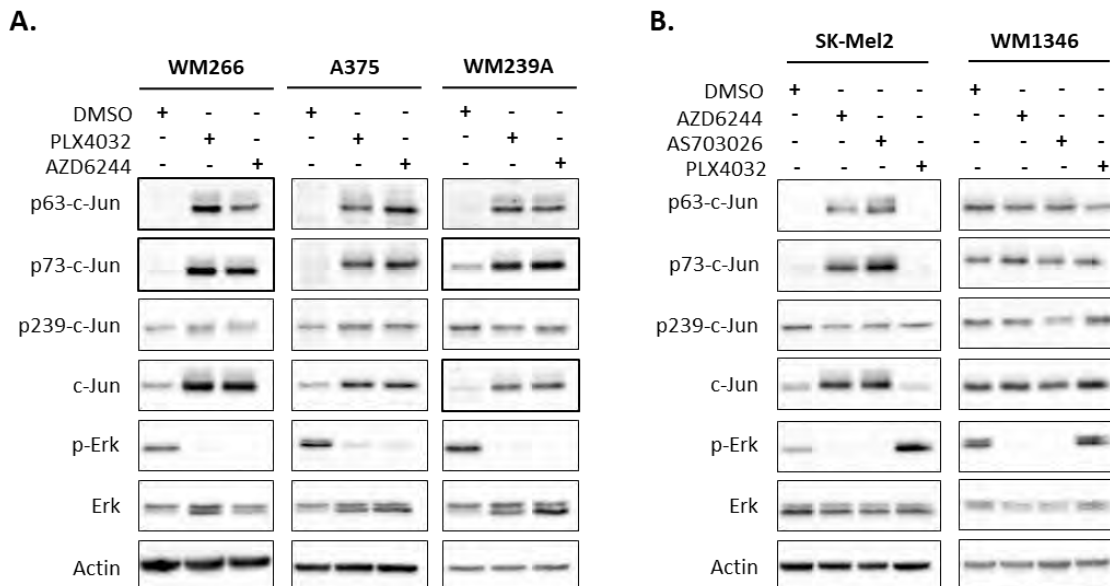 A.
WM266 A375 WM239A
DMSO + - - + - - + - -
PLX4032 - + - - + - - + -
AZD6244 - - + - - + - - +
p63-c-Jun
p73-c-Jun
p239-c-Jun
c-Jun
p-Erk
Erk
Actin
B.
SK-Mel2 WM1346
DMSO + - - - + - - -
AZD6244 - + - - - + - -
AS703026 - - + - - - + -
PLX4032 - - - + - - - +
p63-c-Jun
p73-c-Jun
p239-c-Jun
c-Jun
p-Erk
Erk
Actin